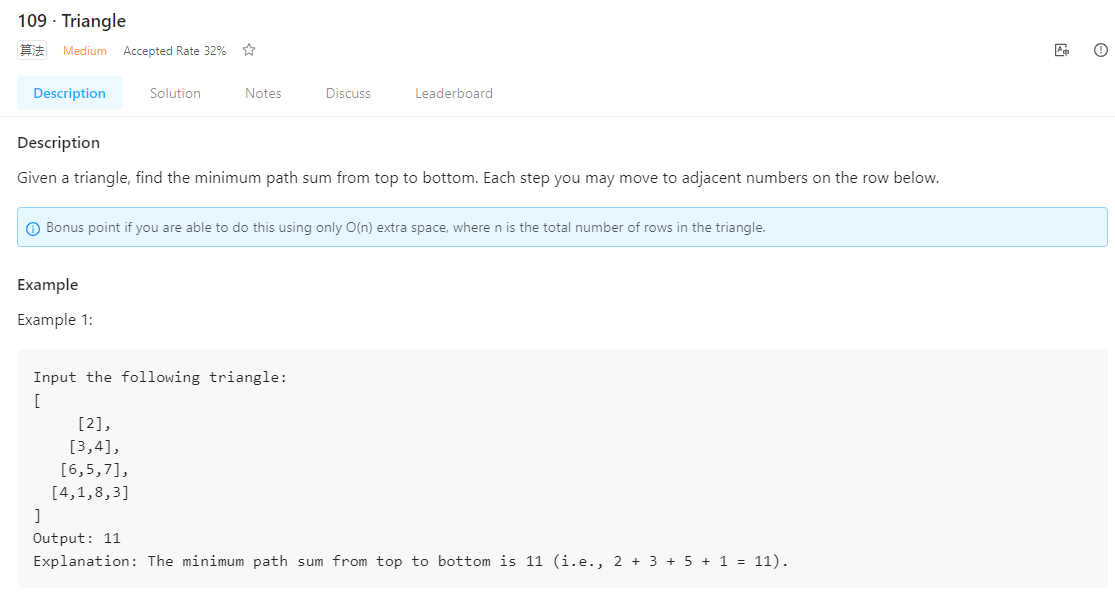 109 · Triangle
算法 Medium Accepted Rate 32%
Description Solution Notes Discuss Leaderboard
Description
Given a triangle, find the minimum path sum from top to bottom. Each step you may move to adjacent numbers on the row below.
Bonus point if you are able to do this using only O(n) extra space, where n is the total number of rows in the triangle.
Example
Example 1:
Input the following triangle:
[
     [2],
    [3,4],
   [6,5,7],
  [4,1,8,3]
]
Output: 11
Explanation: The minimum path sum from top to bottom is 11 (i.e., 2 + 3 + 5 + 1 = 11).